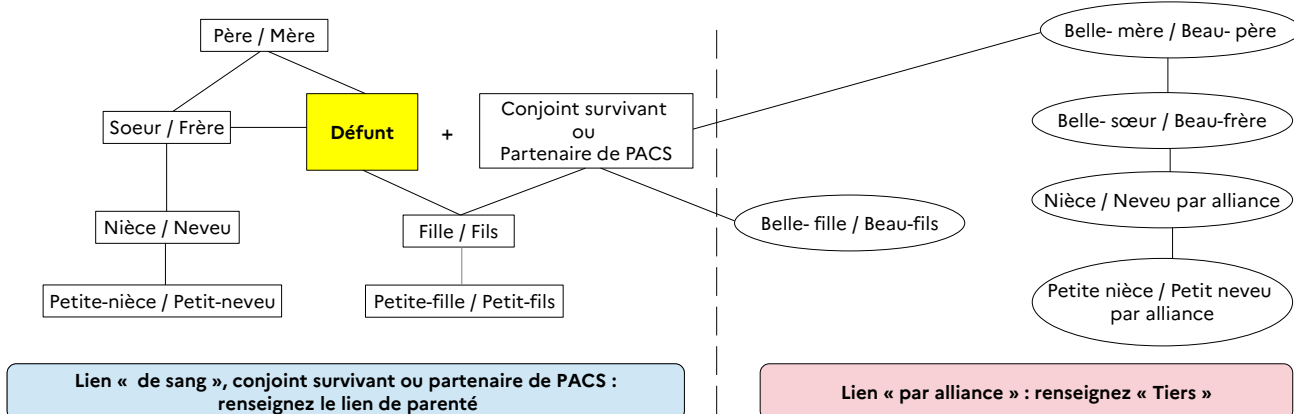 Père / Mère
Belle- mère / Beau- père
Soeur / Frère
Défunt
+
Conjoint survivant
ou
Partenaire de PACS
Belle- sœur / Beau-frère
Nièce / Neveu par alliance
Nièce / Neveu
Fille / Fils
Belle- fille / Beau-fils
Petite-nièce / Petit-neveu
Petite-fille / Petit-fils
Petite nièce / Petit neveu
par alliance
Lien « de sang », conjoint survivant ou partenaire de PACS :
renseignez le lien de parenté
Lien « par alliance » : renseignez « Tiers »